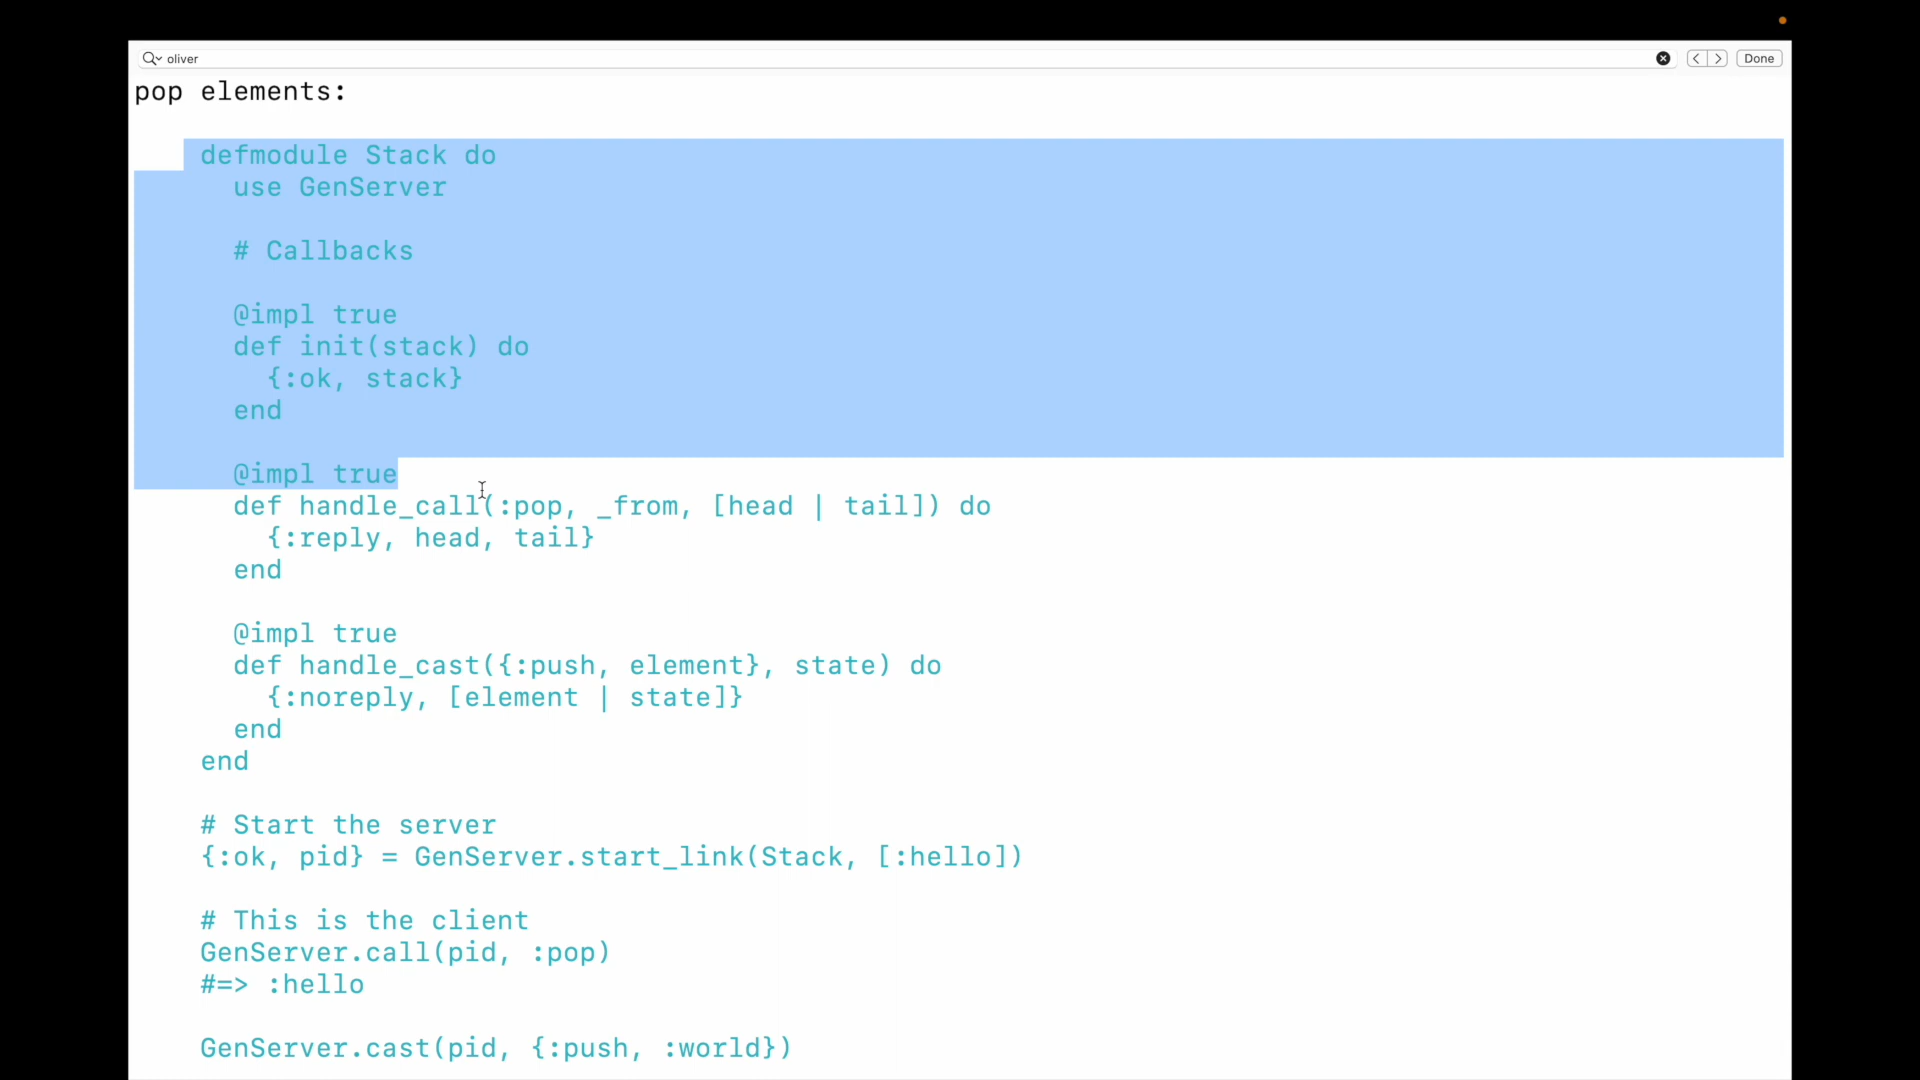 oliver
Done
pop elements:
defmodule Stack do
use GenServer
# Callbacks
@impl true
def init(stack) do
{:ok, stack}
end
@impl true
def handle_call(:pop, _from, [head | tail]) do
{:reply, head, tail}
end
@impl true
def handle_cast({:push, element}, state) do
{:noreply, [element | state]}
end
end
# Start the server
{:ok, pid} = GenServer.start_link(Stack, [:hello])
# This is the client
GenServer.call(pid, :pop)
#=> :hello
GenServer.cast(pid, {:push, :world})